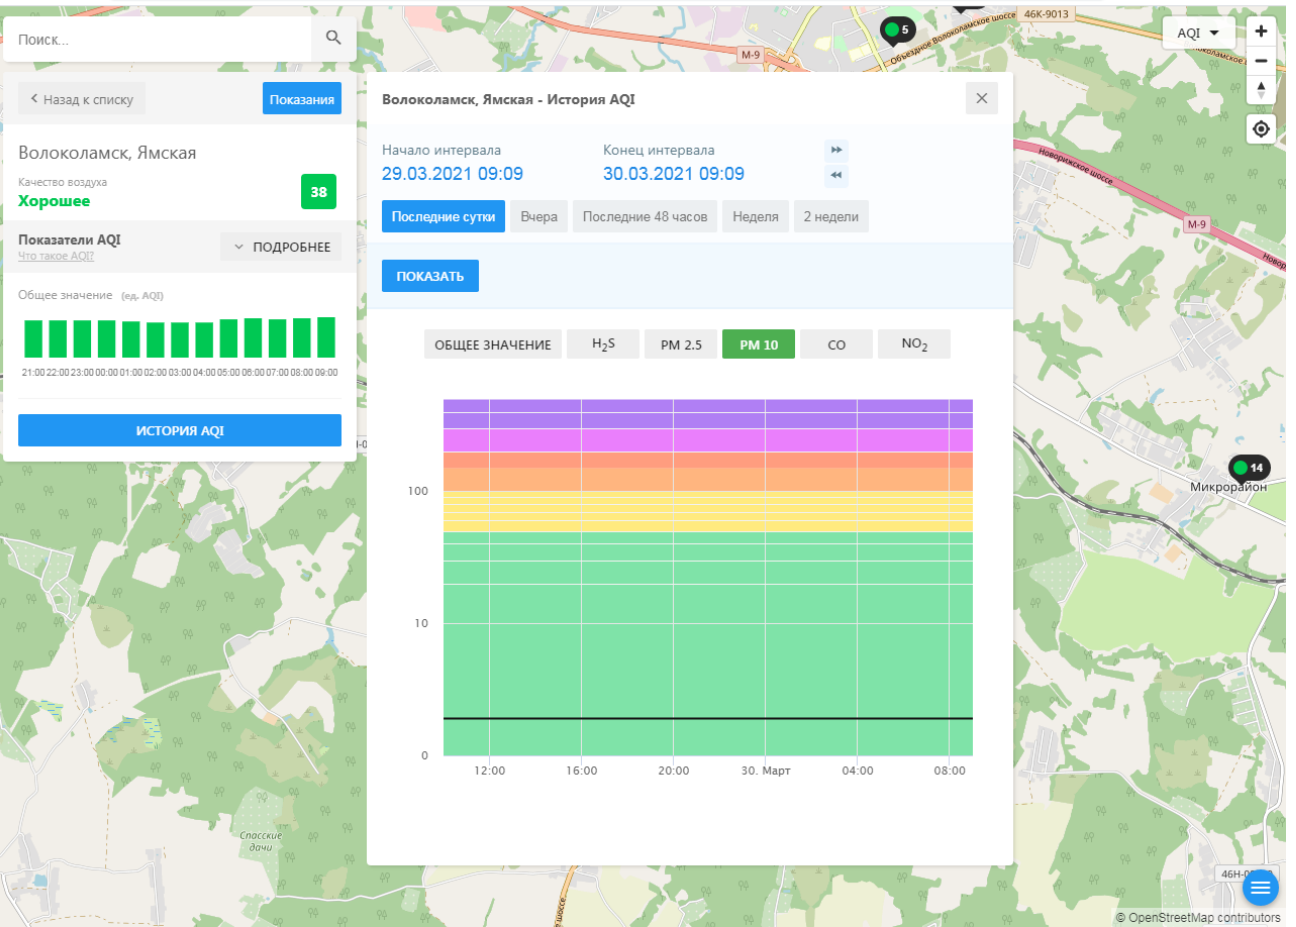 46К-9013
Объездное Волоколамское шоссе
5
М-9
AQI
Поиск...
Назад к списку
Показания
Волоколамск, Ямская - История AQI
Волоколамск, Ямская
Качество воздуха
Хорошее
38
Начало интервала
Конец интервала
29.03.2021 09:09
30.03.2021 09:09
Новорижское шоссе
М-9
Последние сутки
Вчера
Последние 48 часов
Неделя
2 недели
Показатели AQI
Что такое AQI?
ПОДРОБНЕЕ
ПОКАЗАТЬ
Общее значение (ед. AQI)
21:00 22:00 23:00 00:00 01:00 02:00 03:00 04:00 05:00 06:00 07:00 08:00 09:00
ОБЩЕЕ ЗНАЧЕНИЕ
H2S
PM 2.5
PM 10
CO
NO2
ИСТОРИЯ AQI
14
Микрорайон
100
10
0
12:00
16:00
20:00
30. Март
04:00
08:00
Спасские
дачи
© OpenStreetMap contributors